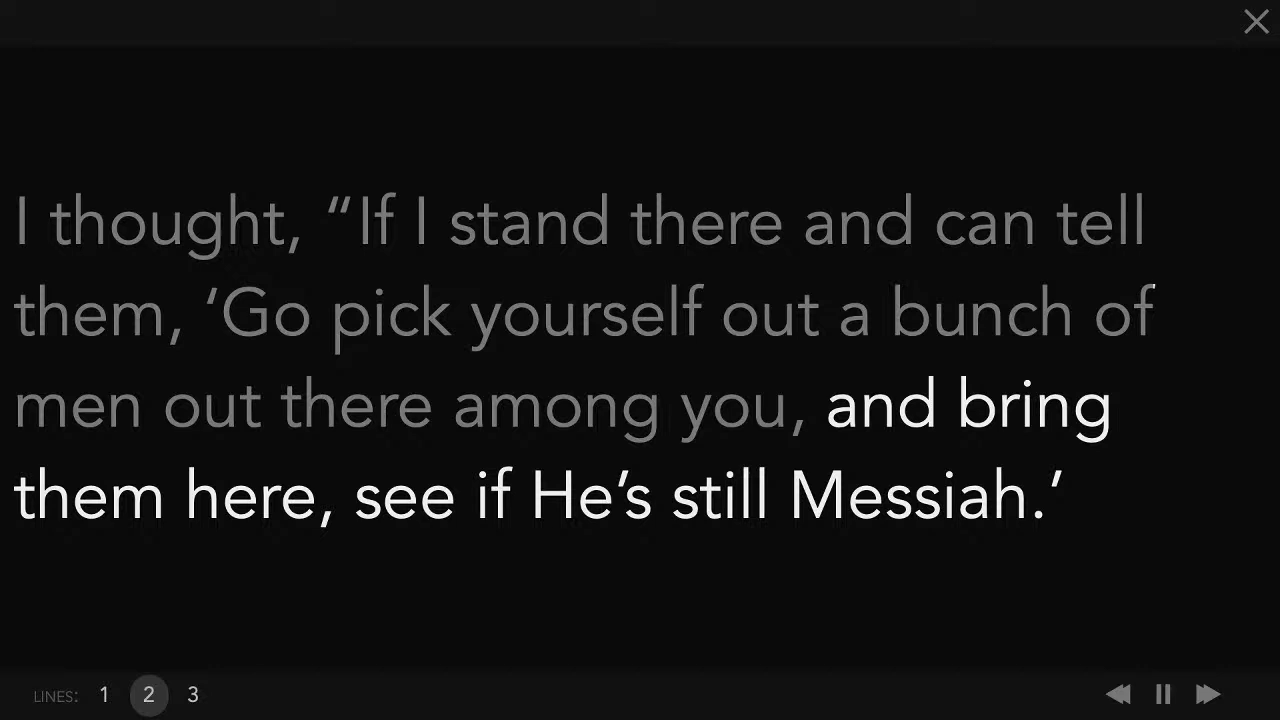 I thought, “If I stand there and can tell
them, ‘Go pick yourself out a bunch of
men out there among you, and bring
them here, see if He’s still Messiah.’
LINES: 1 2 3